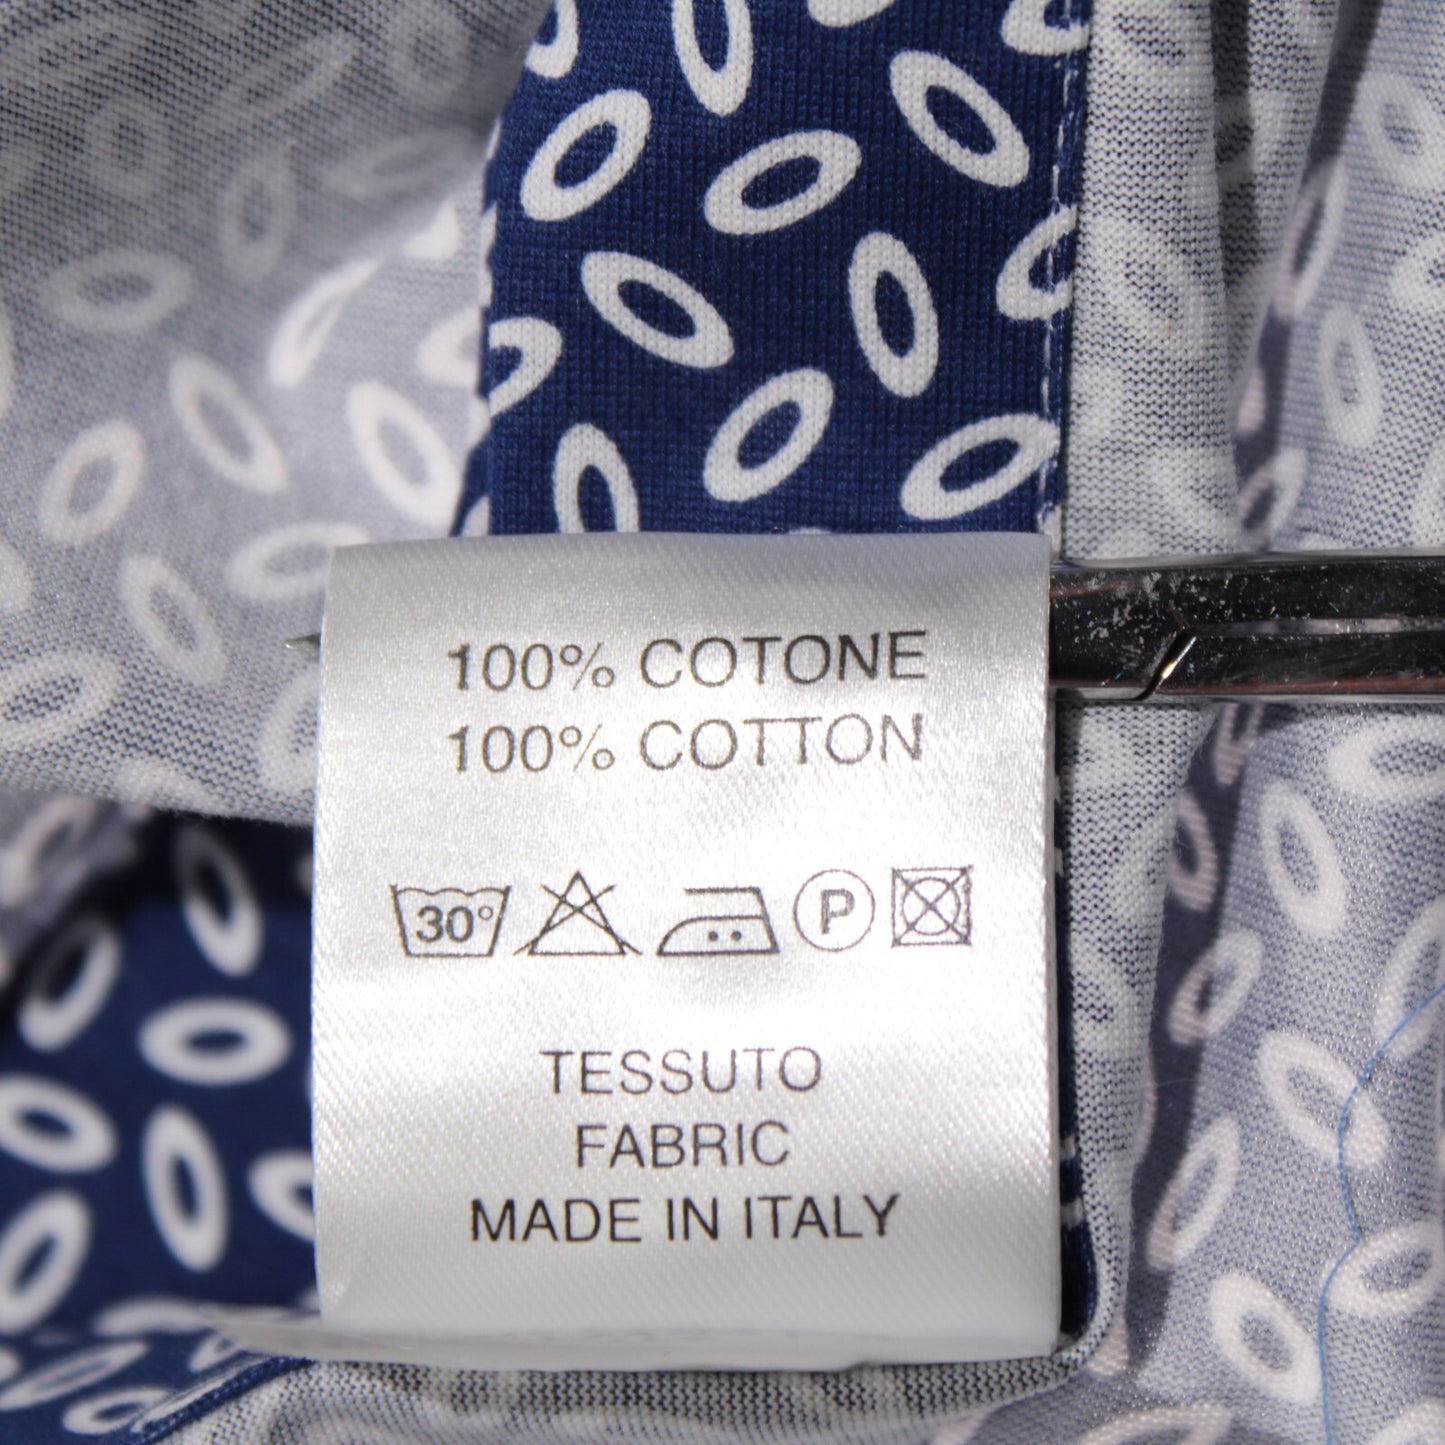 100% COTONE
100% COTTON
30° P
TESSUTO
FABRIC
MADE IN ITALY